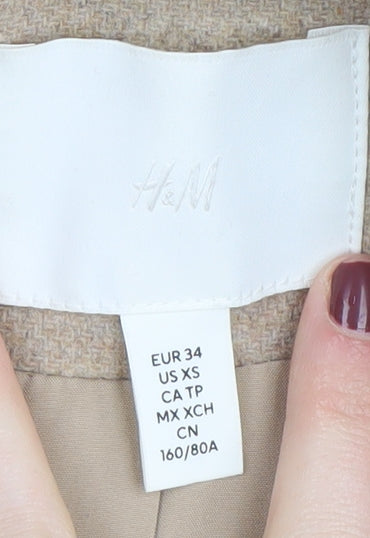 H&M
EUR 34
US XS
CA TP
MX XCH
CN
160/80A